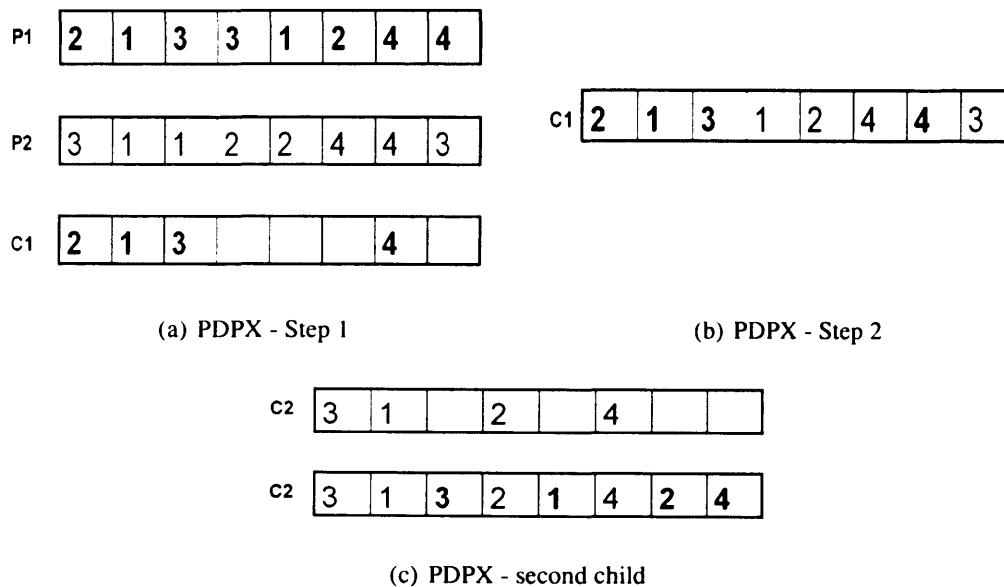 P1 2 1 3 3 1 2 4 4
P2 3 1 1 2 2 4 4 3
C1 2 1 3 4
(a) PDPX - Step 1
C1 2 1 3 1 2 4 4 3
(b) PDPX - Step 2
C2 3 1 2 4
C2 3 1 3 2 1 4 2 4
(c) PDPX - second child